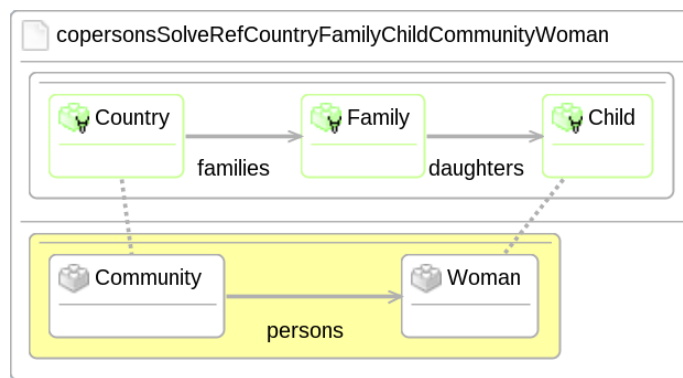 copersonsSolveRefCountryFamilyChildCommunityWoman
Country
Family
Child
families
daughters
Community
Woman
persons